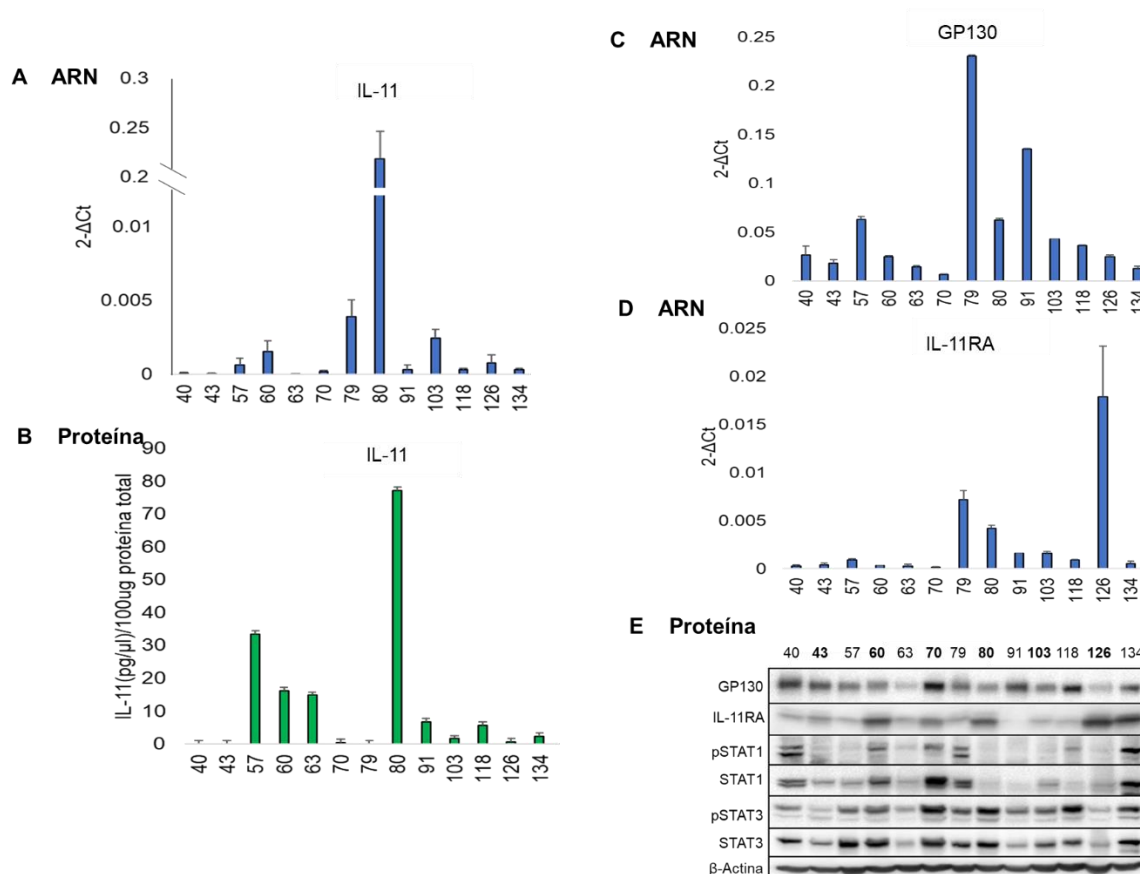 A ARN
IL-11
0.3
0.25
0.2
0.01
0.005
0
2-ΔCt
40 43 57 60 63 70 79 80 91 103 118 126 134
B Proteína
IL-11
90
80
70
60
50
40
30
20
10
0
IL-11(pg/µl)/100ug proteína total
40 43 57 60 63 70 79 80 91 103 118 126 134
C ARN
GP130
0.25
0.2
0.15
0.1
0.05
0
2-ΔCt
40 43 57 60 63 70 79 80 91 103 118 126 134
D ARN
IL-11RA
0.025
0.02
0.015
0.01
0.005
0
2-ΔCt
40 43 57 60 63 70 79 80 91 103 118 126 134
E Proteína
40 43 57 60 63 70 79 80 91 103 118 126 134
GP130
IL-11RA
pSTAT1
STAT1
pSTAT3
STAT3
β-Actina